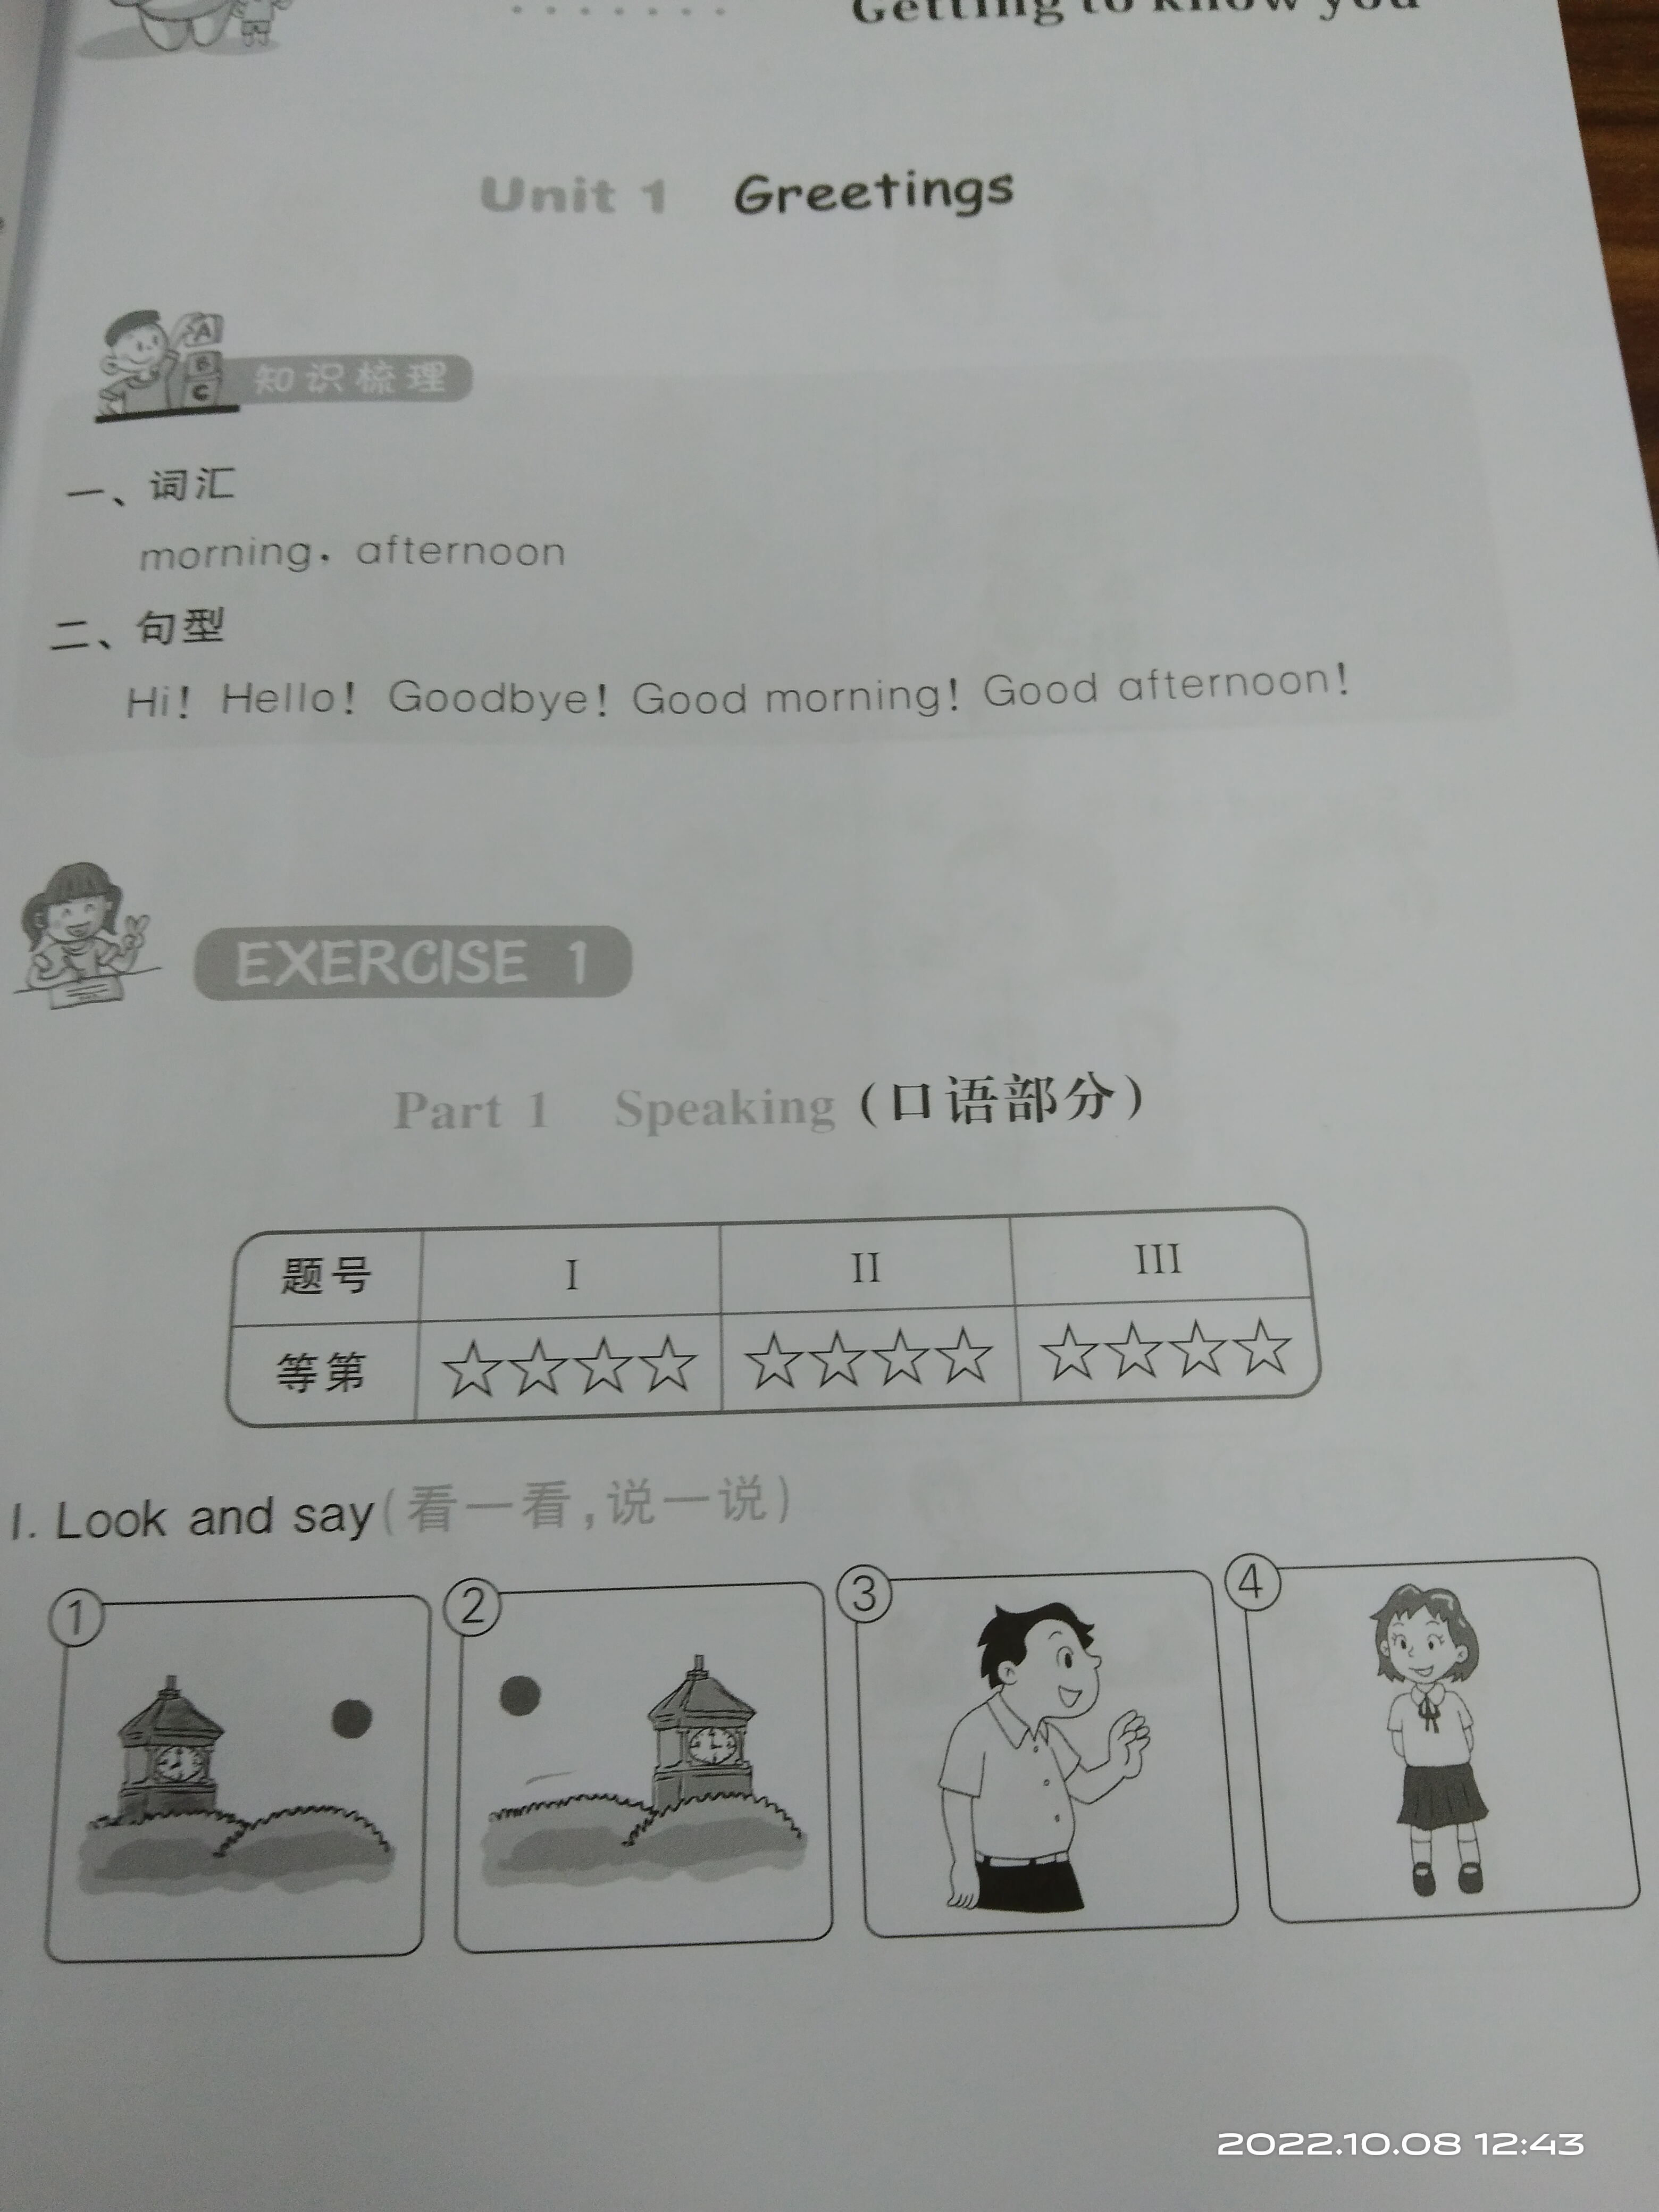 Getting to know you
Unit 1 Greetings
A
B
C
知识梳理
一、词汇
morning, afternoon
二、句型
Hi! Hello! Goodbye! Good morning! Good afternoon!
EXERCISE 1
Part 1 Speaking (口语部分)
题号 I II III
等第 ☆☆☆☆ ☆☆☆☆ ☆☆☆☆
I. Look and say(看一看,说一说)
① ② ③ ④
2022.10.08 12:43